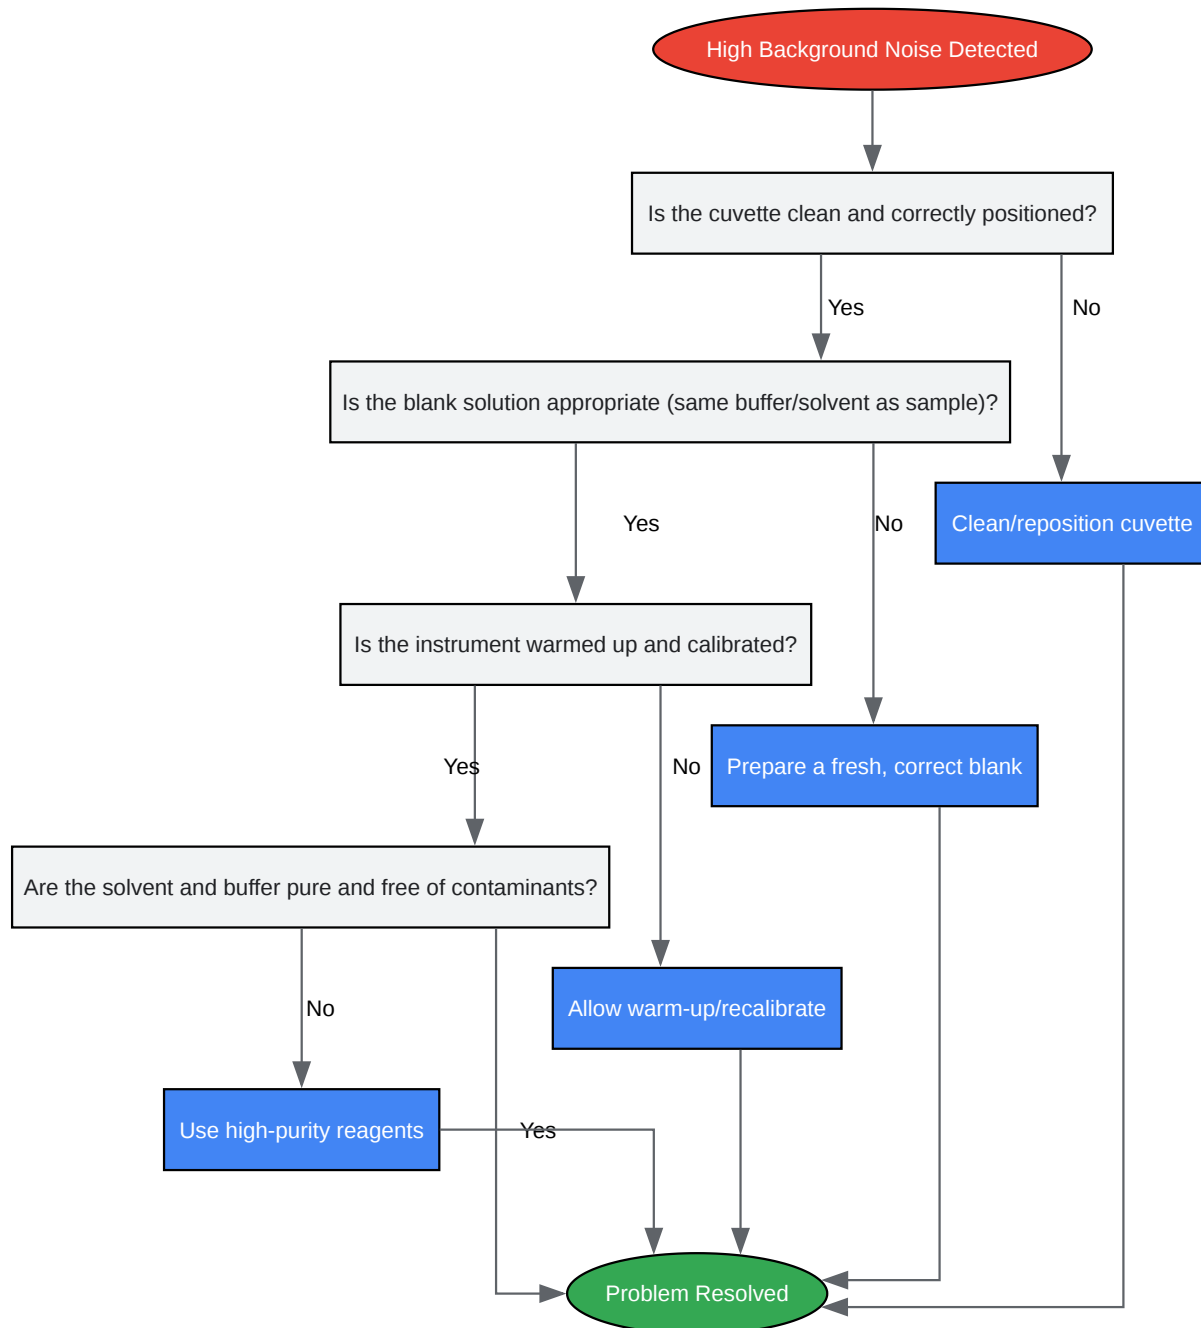 High Background Noise Detected
Is the cuvette clean and correctly positioned?
Yes
No
Is the blank solution appropriate (same buffer/solvent as sample)?
Yes
No
Clean/reposition cuvette
Is the instrument warmed up and calibrated?
Yes
No
Prepare a fresh, correct blank
Are the solvent and buffer pure and free of contaminants?
No
Allow warm-up/recalibrate
Use high-purity reagents
Yes
Problem Resolved